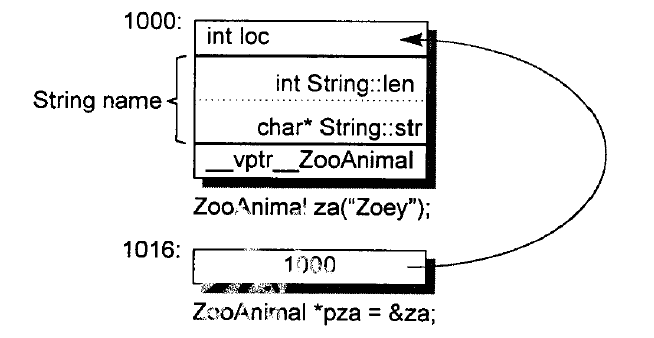 1000:
int loc
String name
int String::len
char* String::str
__vptr__ZooAnimal
ZooAnimal za("Zoey");
1016:
1000
ZooAnimal *pza = &za;